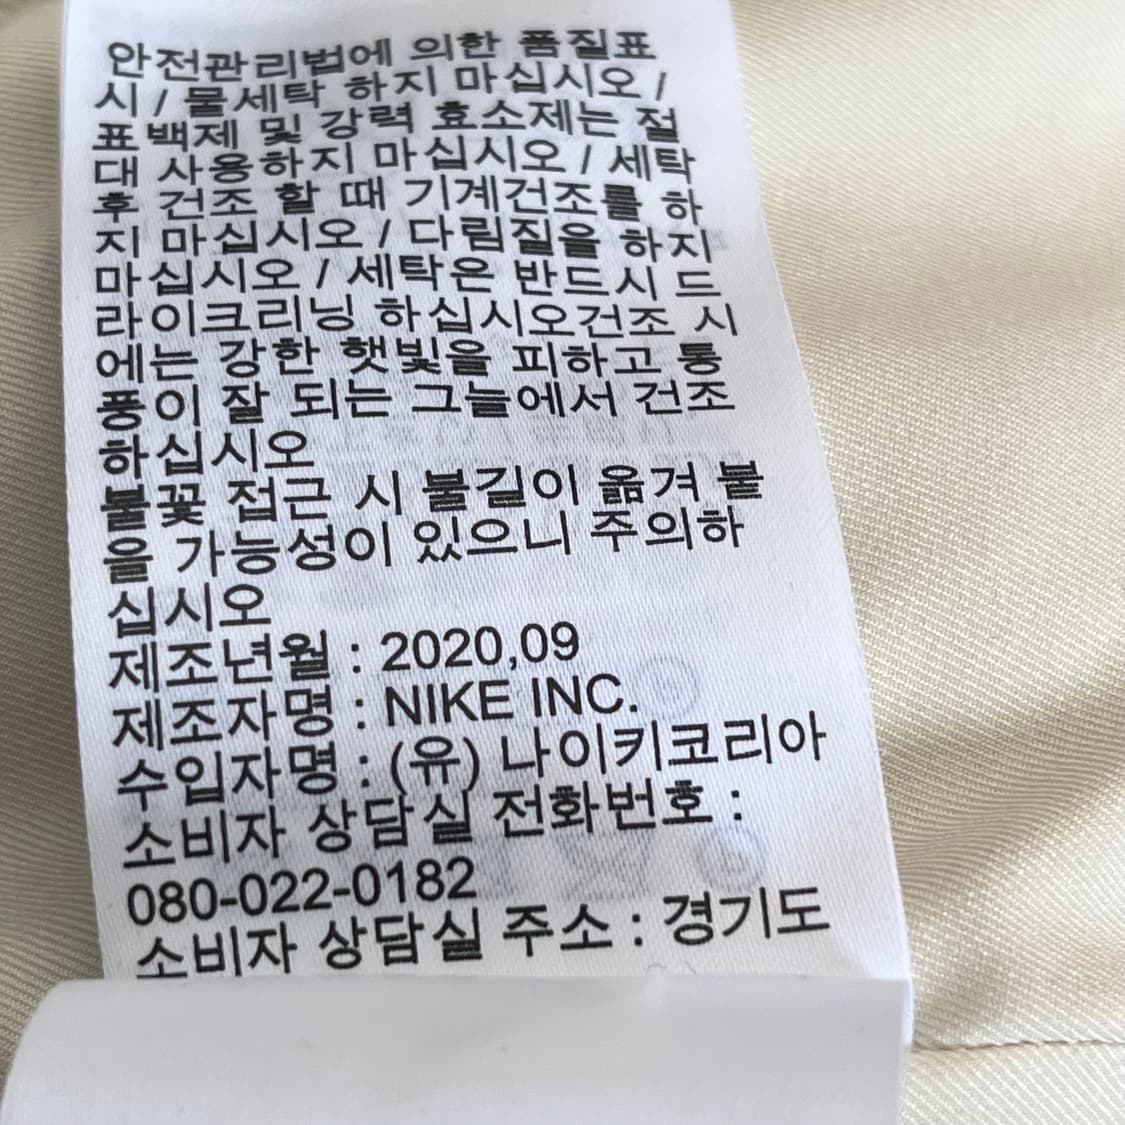 안전관리법에 의한 품질표
시 / 물세탁 하지 마십시오 /
표백제 및 강력 효소제는 절
대 사용하지 마십시오 / 세탁
후 건조 할 때 기계건조를 하
지 마십시오 / 다림질을 하지
마십시오 / 세탁은 반드시 드
라이크리닝 하십시오건조 시
에는 강한 햇빛을 피하고 통
풍이 잘 되는 그늘에서 건조
하십시오
불꽃 접근 시 불길이 옮겨 붙
을 가능성이 있으니 주의하
십시오
제조년월 : 2020,09
제조자명 : NIKE INC.
수입자명 : (유) 나이키코리아
소비자 상담실 전화번호 :
080-022-0182
소비자 상담실 주소 : 경기도